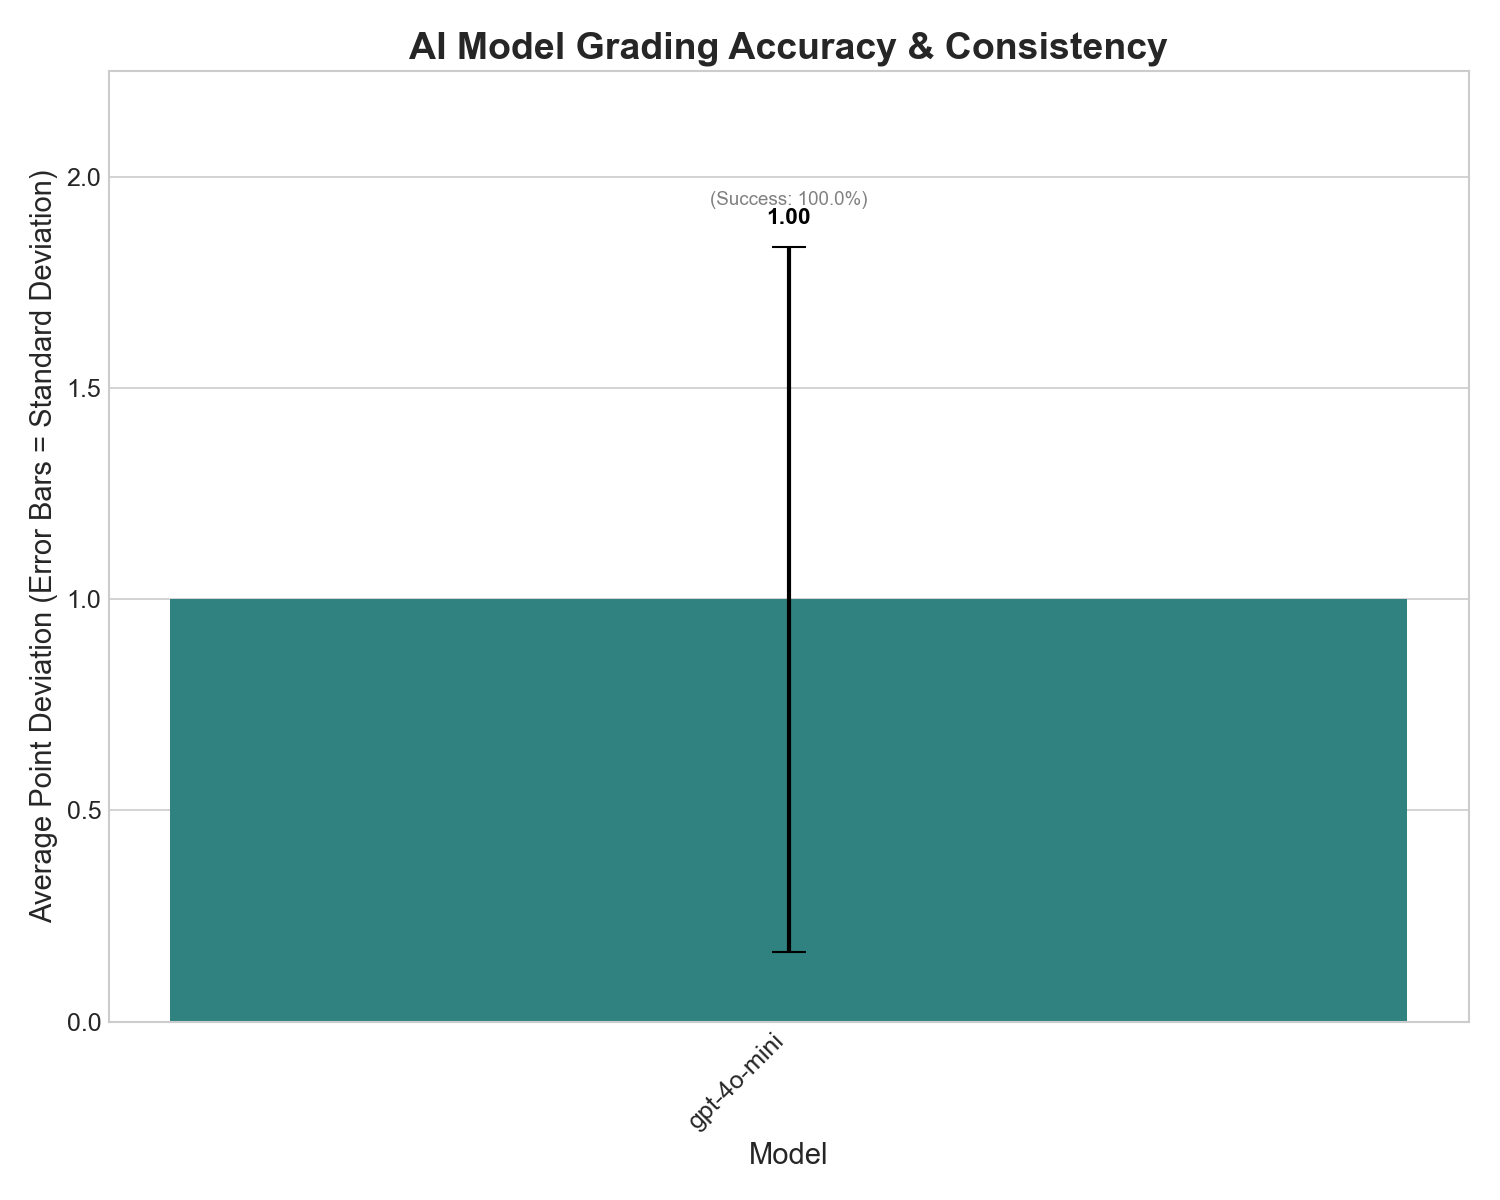 AI Model Grading Accuracy & Consistency
Average Point Deviation (Error Bars = Standard Deviation)
2.0
1.5
1.0
0.5
0.0
(Success: 100.0%)
1.00
gpt-4o-mini
Model